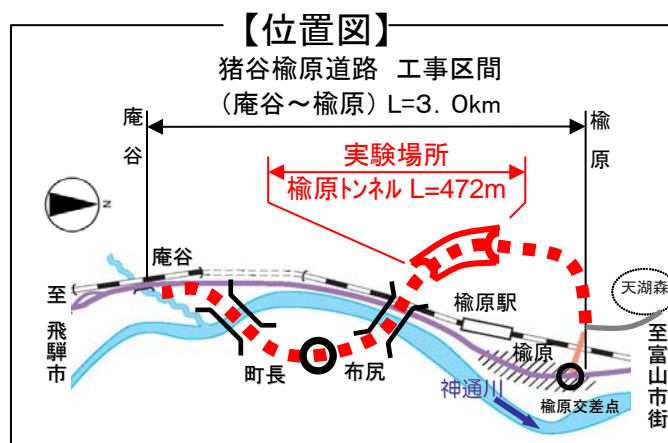 【位置図】
猪谷楡原道路 工事区間
(庵谷～楡原) L=3.0km
庵谷
楡原
実験場所
楡原トンネル L=472m
N
庵谷
天湖森
至飛騨市
楡原駅
楡原
至富山市街
町長
布尻
神通川
楡原交差点